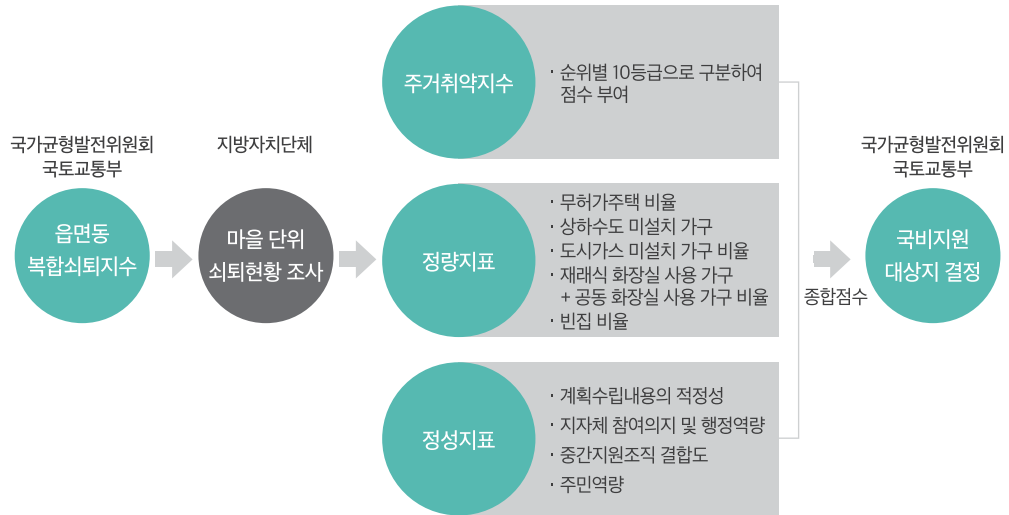 국가균형발전위원회
국토교통부
읍면동
복합쇠퇴지수
지방자치단체
마을 단위
쇠퇴현황 조사
주거취약지수
· 순위별 10등급으로 구분하여
점수 부여
정량지표
· 무허가주택 비율
· 상하수도 미설치 가구
· 도시가스 미설치 가구 비율
· 재래식 화장실 사용 가구
+ 공동 화장실 사용 가구 비율
· 빈집 비율
정성지표
· 계획수립내용의 적정성
· 지자체 참여의지 및 행정역량
· 중간지원조직 결합도
· 주민역량
종합점수
국가균형발전위원회
국토교통부
국비지원
대상지 결정